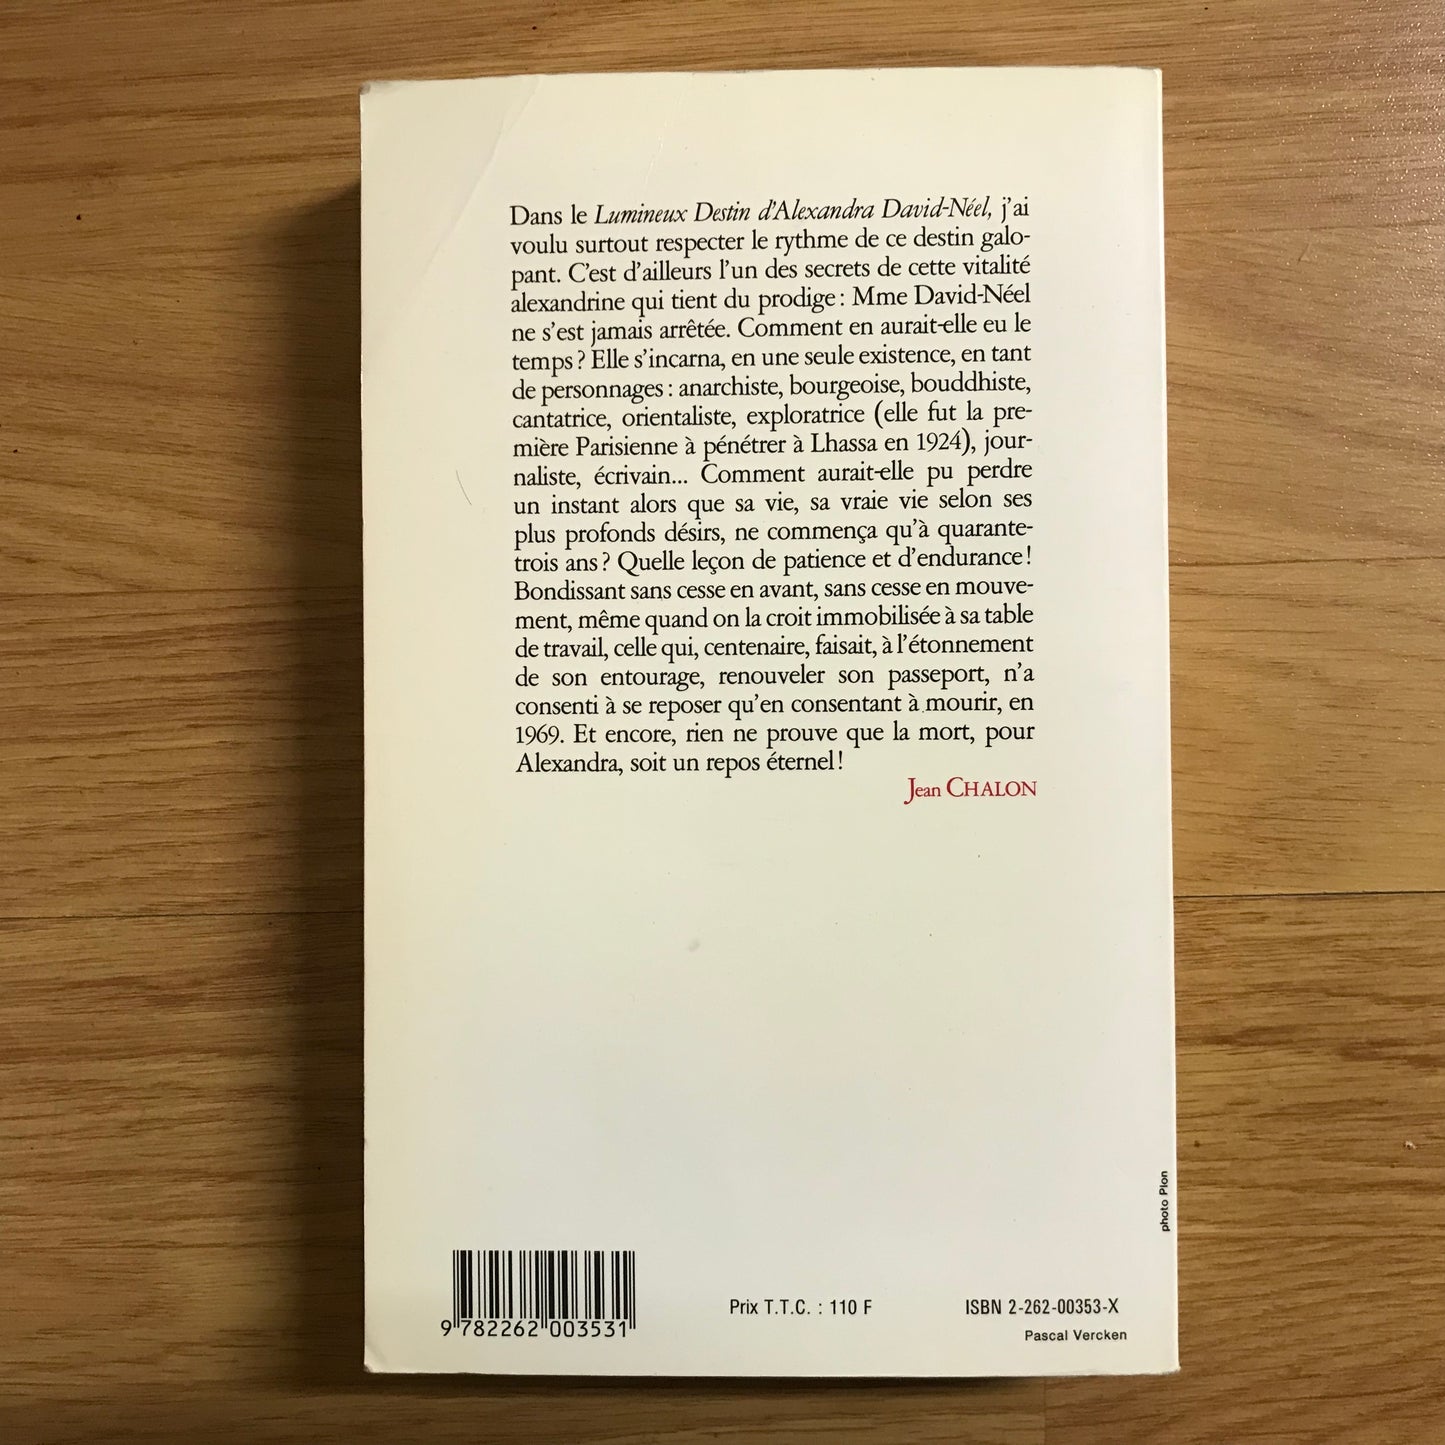 Dans le Lumineux Destin d'Alexandra David-Néel, j'ai
voulu surtout respecter le rythme de ce destin galo-
pant. C'est d'ailleurs l'un des secrets de cette vitalité
alexandrine qui tient du prodige : Mme David-Néel
ne s'est jamais arrêtée. Comment en aurait-elle eu le
temps ? Elle s'incarna, en une seule existence, en tant
de personnages : anarchiste, bourgeoise, bouddhiste,
cantatrice, orientaliste, exploratrice (elle fut la pre-
mière Parisienne à pénétrer à Lhassa en 1924), jour-
naliste, écrivain... Comment aurait-elle pu perdre
un instant alors que sa vie, sa vraie vie selon ses
plus profonds désirs, ne commença qu'à quarante-
trois ans ? Quelle leçon de patience et d'endurance !
Bondissant sans cesse en avant, sans cesse en mouve-
ment, même quand on la croit immobilisée à sa table
de travail, celle qui, centenaire, faisait, à l'étonnement
de son entourage, renouveler son passeport, n'a
consenti à se reposer qu'en consentant à mourir, en
1969. Et encore, rien ne prouve que la mort, pour
Alexandra, soit un repos éternel !
Jean CHALON
photo Plon
9 782262 003531
Prix T.T.C. : 110 F
ISBN 2-262-00353-X
Pascal Vercken